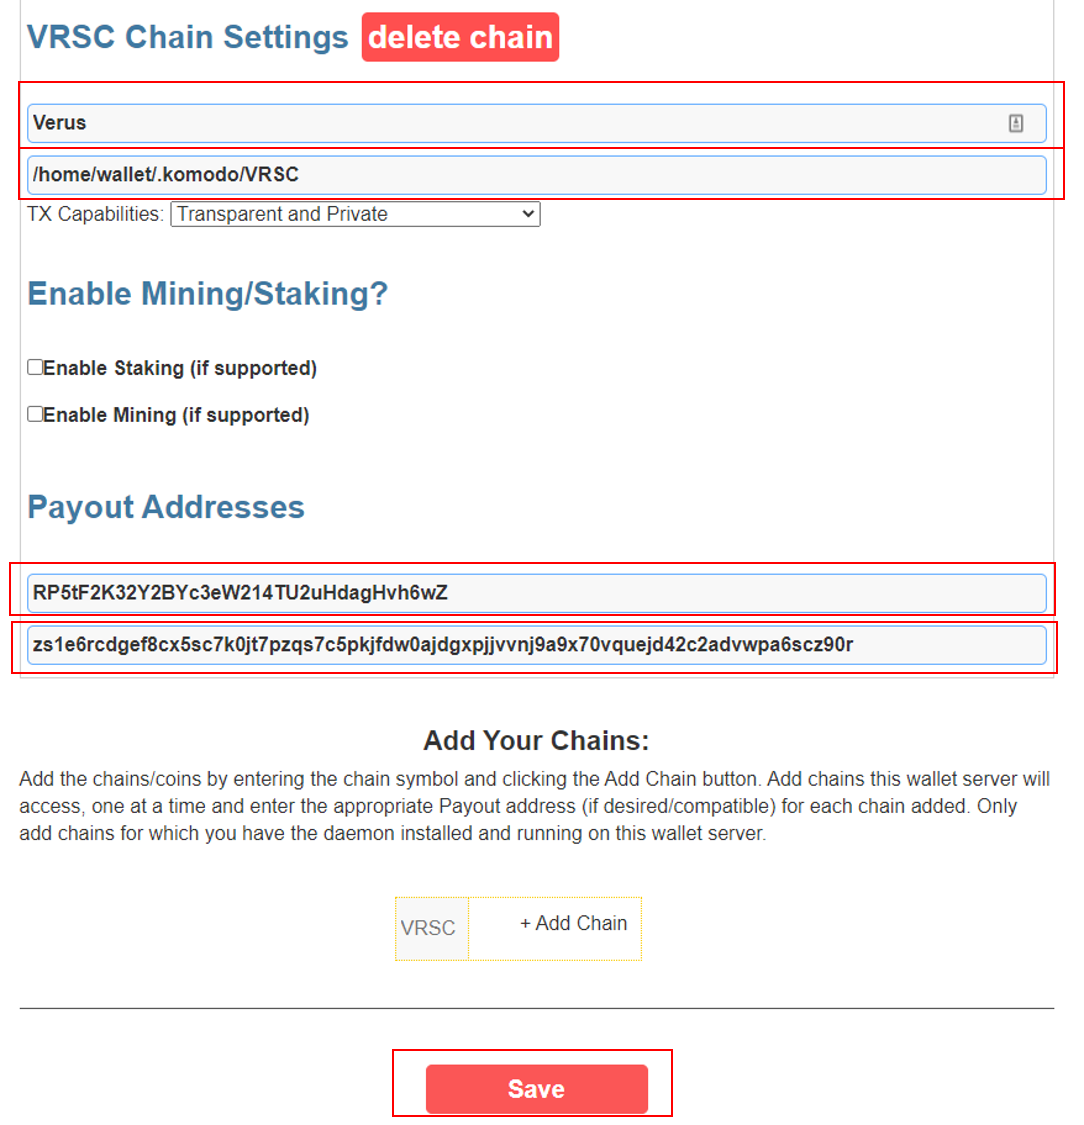 VRSC Chain Settings delete chain
Verus
/home/wallet/.komodo/VRSC
TX Capabilities: Transparent and Private
Enable Mining/Staking?
Enable Staking (if supported)
Enable Mining (if supported)
Payout Addresses
RP5tF2K32Y2BYc3eW214TU2uHdagHvh6wZ
zs1e6rcdgef8cx5sc7k0jt7pzqs7c5pkjfdw0ajdgxpjjvvnj9a9x70vquejd42c2advwpa6scz90r
Add Your Chains:
Add the chains/coins by entering the chain symbol and clicking the Add Chain button. Add chains this wallet server will
access, one at a time and enter the appropriate Payout address (if desired/compatible) for each chain added. Only
add chains for which you have the daemon installed and running on this wallet server.
VRSC + Add Chain
Save